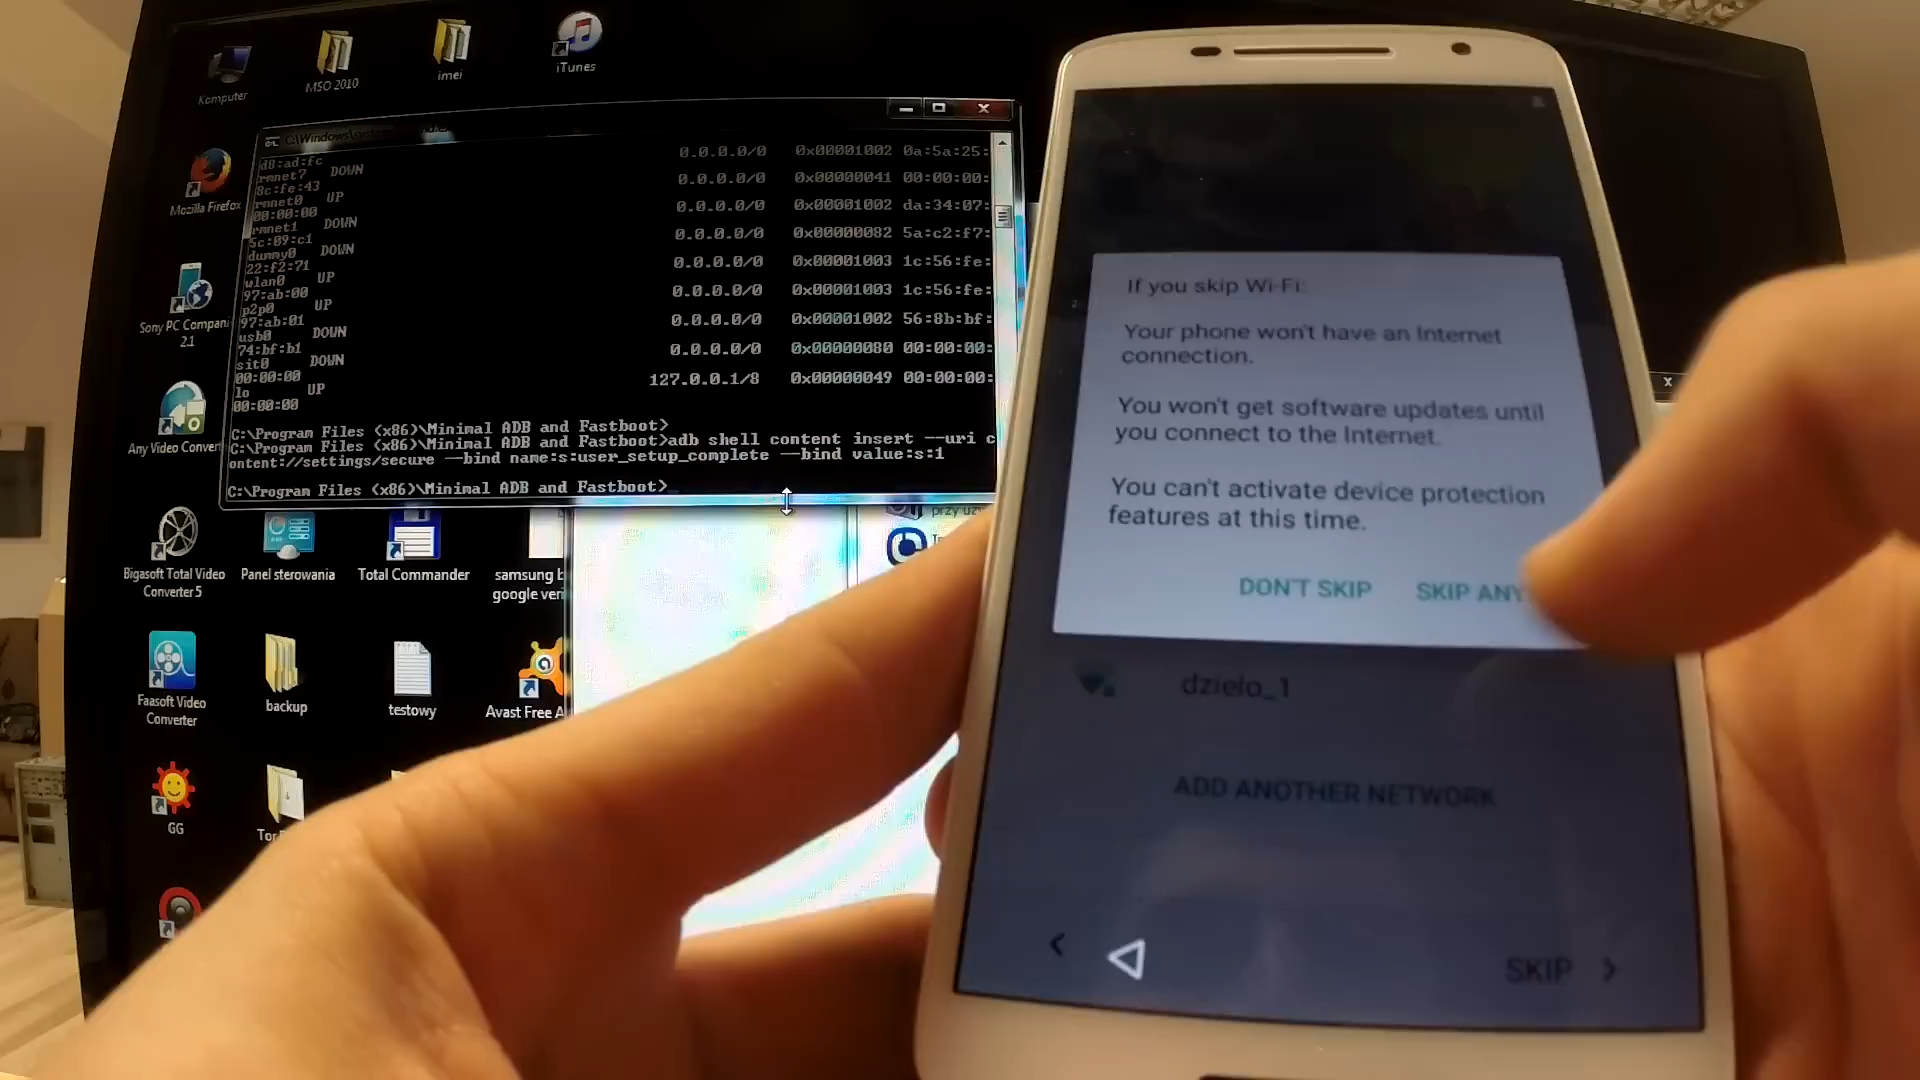 Komputer
MSO 2010
imei
iTunes
Mozilla Firefox
Sony PC Compani
2.1
Any Video Convert
Bigasoft Total Video
Converter 5
Panel sterowania
Total Commander
samsung b
google veri
Faasoft Video
Converter
backup
testowy
Avast Free A
GG
Tor
C:\Windows\syst
d8:ad:fc
rmnet7 DOWN 0.0.0.0/0 0x00001002 0a:5a:25:
8c:fe:43
rmnet0 UP 0.0.0.0/0 0x00000041 00:00:00:
00:00:00
rmnet1 DOWN 0.0.0.0/0 0x00001002 da:34:07:
5c:09:c1
dummy0 DOWN 0.0.0.0/0 0x00000082 5a:c2:f7:
22:f2:71
wlan0 UP 0.0.0.0/0 0x00001003 1c:56:fe:
97:ab:00
p2p0 UP 0.0.0.0/0 0x00001003 1c:56:fe:
97:ab:01
usb0 DOWN 0.0.0.0/0 0x00001002 56:8b:bf:
74:bf:b1
sit0 DOWN 0.0.0.0/0 0x00000080 00:00:00:
00:00:00
lo UP 127.0.0.1/8 0x00000049 00:00:00:
00:00:00
C:\Program Files (x86)\Minimal ADB and Fastboot>
C:\Program Files (x86)\Minimal ADB and Fastboot>adb shell content insert --uri c
ontent://settings/secure --bind name:s:user_setup_complete --bind value:s:1
C:\Program Files (x86)\Minimal ADB and Fastboot>
przy uży
If you skip Wi-Fi:
Your phone won't have an Internet
connection.
You won't get software updates until
you connect to the Internet.
You can't activate device protection
features at this time.
DON'T SKIP SKIP ANY
dzielo_1
ADD ANOTHER NETWORK
SKIP